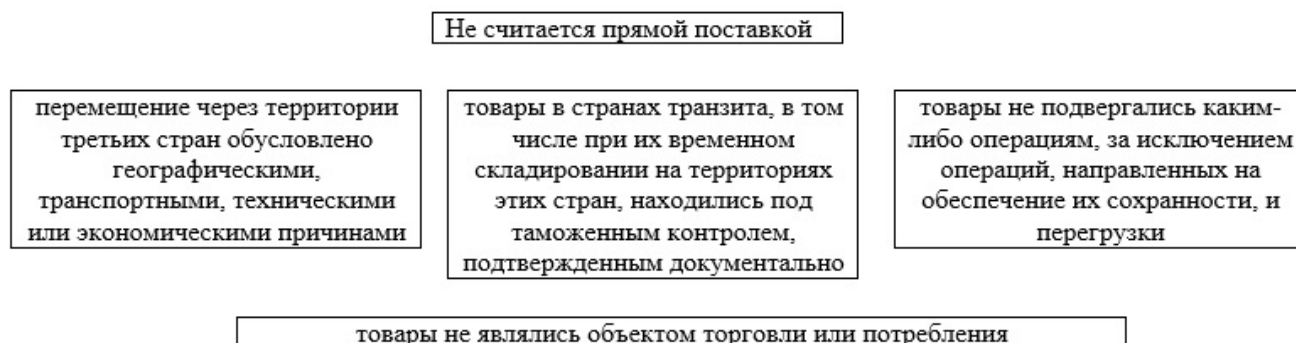 Не считается прямой поставкой
перемещение через территории
третьих стран обусловлено
географическими,
транспортными, техническими
или экономическими причинами
товары в странах транзита, в том
числе при их временном
складировании на территориях
этих стран, находились под
таможенным контролем,
подтвержденным документально
товары не подвергались каким-
либо операциям, за исключением
операций, направленных на
обеспечение их сохранности, и
перегрузки
товары не являлись объектом торговли или потребления